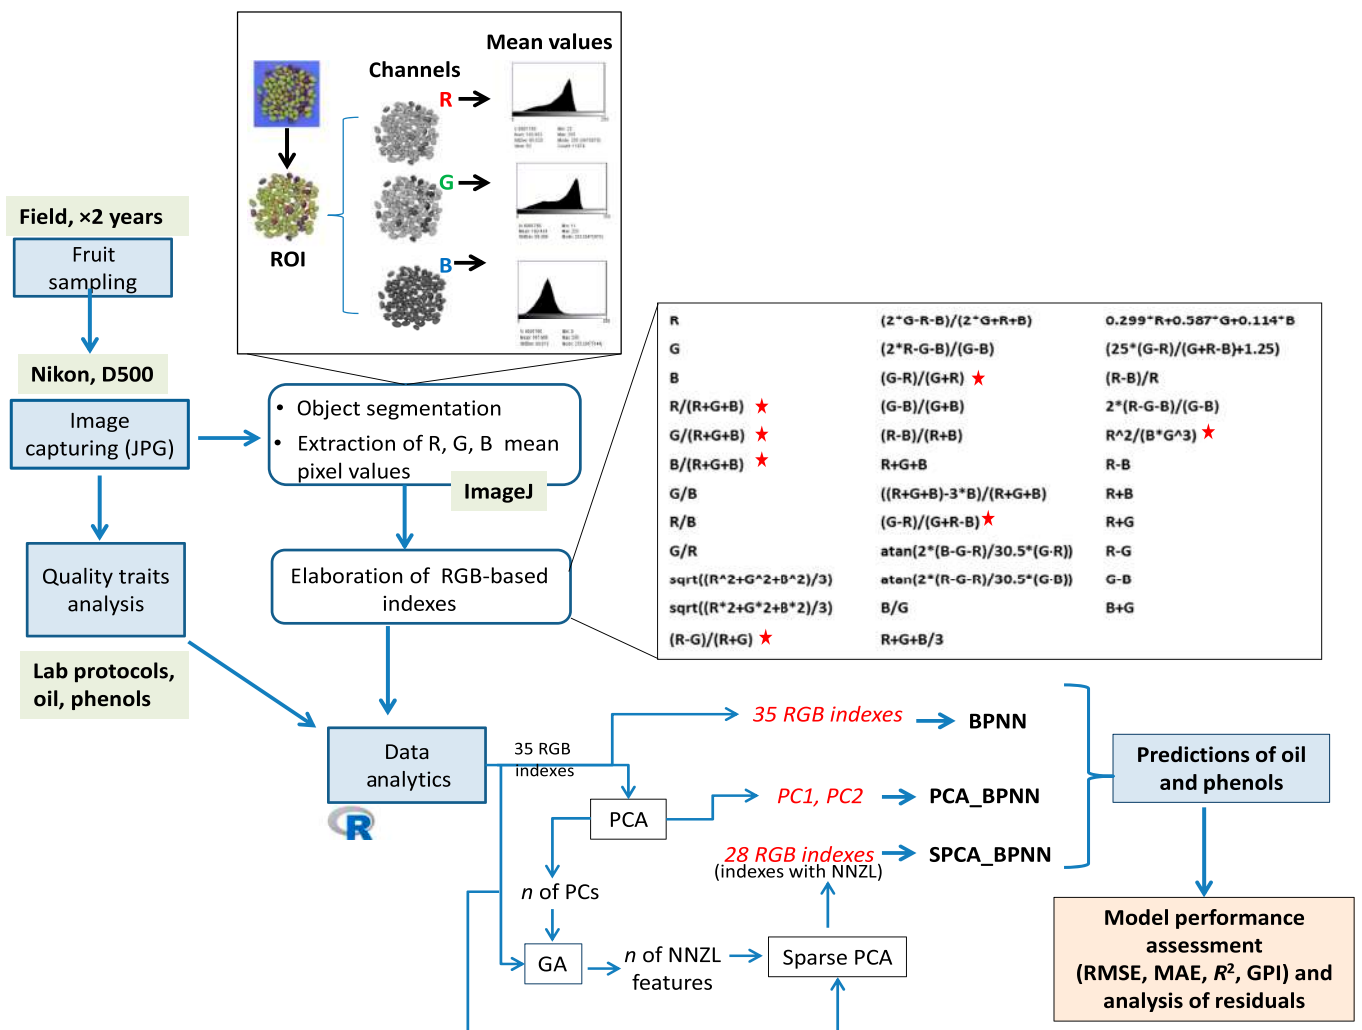 Mean values
Channels
R
G
B
ROI
Field, ×2 years
Fruit
sampling
Nikon, D500
Image
capturing (JPG)
• Object segmentation
• Extraction of R, G, B mean
pixel values
ImageJ
Quality traits
analysis
Lab protocols,
oil, phenols
Elaboration of RGB-based
indexes
R
G
B
R/(R+G+B)
G/(R+G+B)
B/(R+G+B)
G/B
R/B
G/R
sqrt((R^2+G^2+B^2)/3)
sqrt((R*2+G*2+B*2)/3)
(R-G)/(R+G)
(2*G-R-B)/(2*G+R+B)
(2*R-G-B)/(G-B)
(G-R)/(G+R)
(G-B)/(G+B)
(R-B)/(R+B)
R+G+B
((R+G+B)-3*B)/(R+G+B)
(G-R)/(G+R-B)
atan(2*(B-G-R)/30.5*(G-R))
atan(2*(R-G-R)/30.5*(G-B))
B/G
R+G+B/3
0.299*R+0.587*G+0.114*B
(25*(G-R)/(G+R-B)+1.25)
(R-B)/R
2*(R-G-B)/(G-B)
R^2/(B*G^3)
R-B
R+B
R+G
R-G
G-B
B+G
Data
analytics
R
35 RGB
indexes
35 RGB indexes
BPNN
PCA
PC1, PC2
PCA_BPNN
28 RGB indexes
(indexes with NNZL)
SPCA_BPNN
n of PCs
GA
n of NNZL
features
Sparse PCA
Predictions of oil
and phenols
Model performance
assessment
(RMSE, MAE, R², GPI) and
analysis of residuals